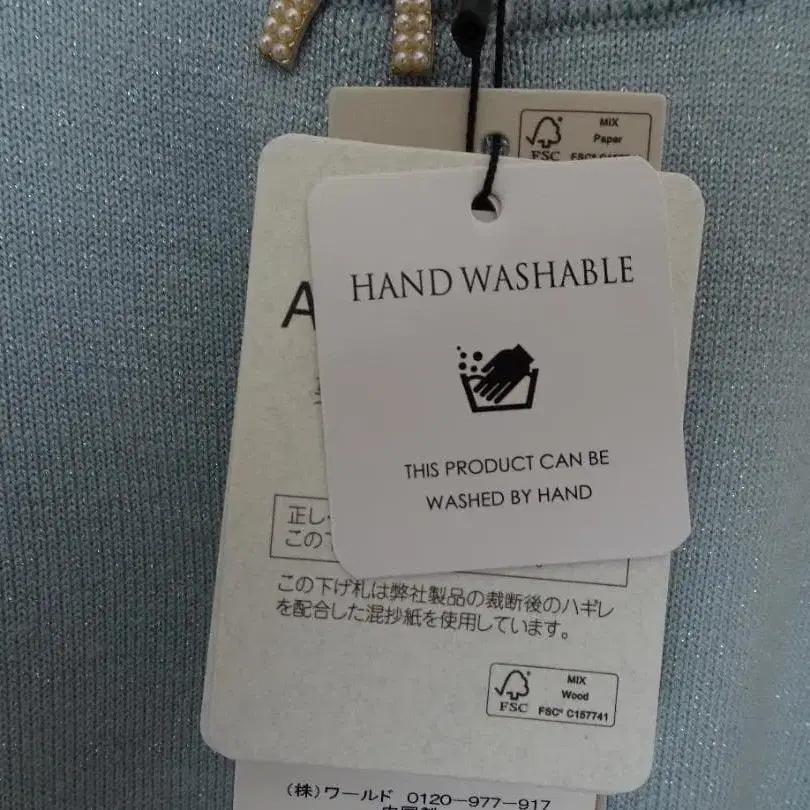 MIX
Paper
FSC
HAND WASHABLE
THIS PRODUCT CAN BE
WASHED BY HAND
A
正し
この下
この下げ札は弊社製品の裁断後のハギレ
を配合した混抄紙を使用しています。
MIX
Wood
FSC
FSC® C157741
(株)ワールド 0120-977-917